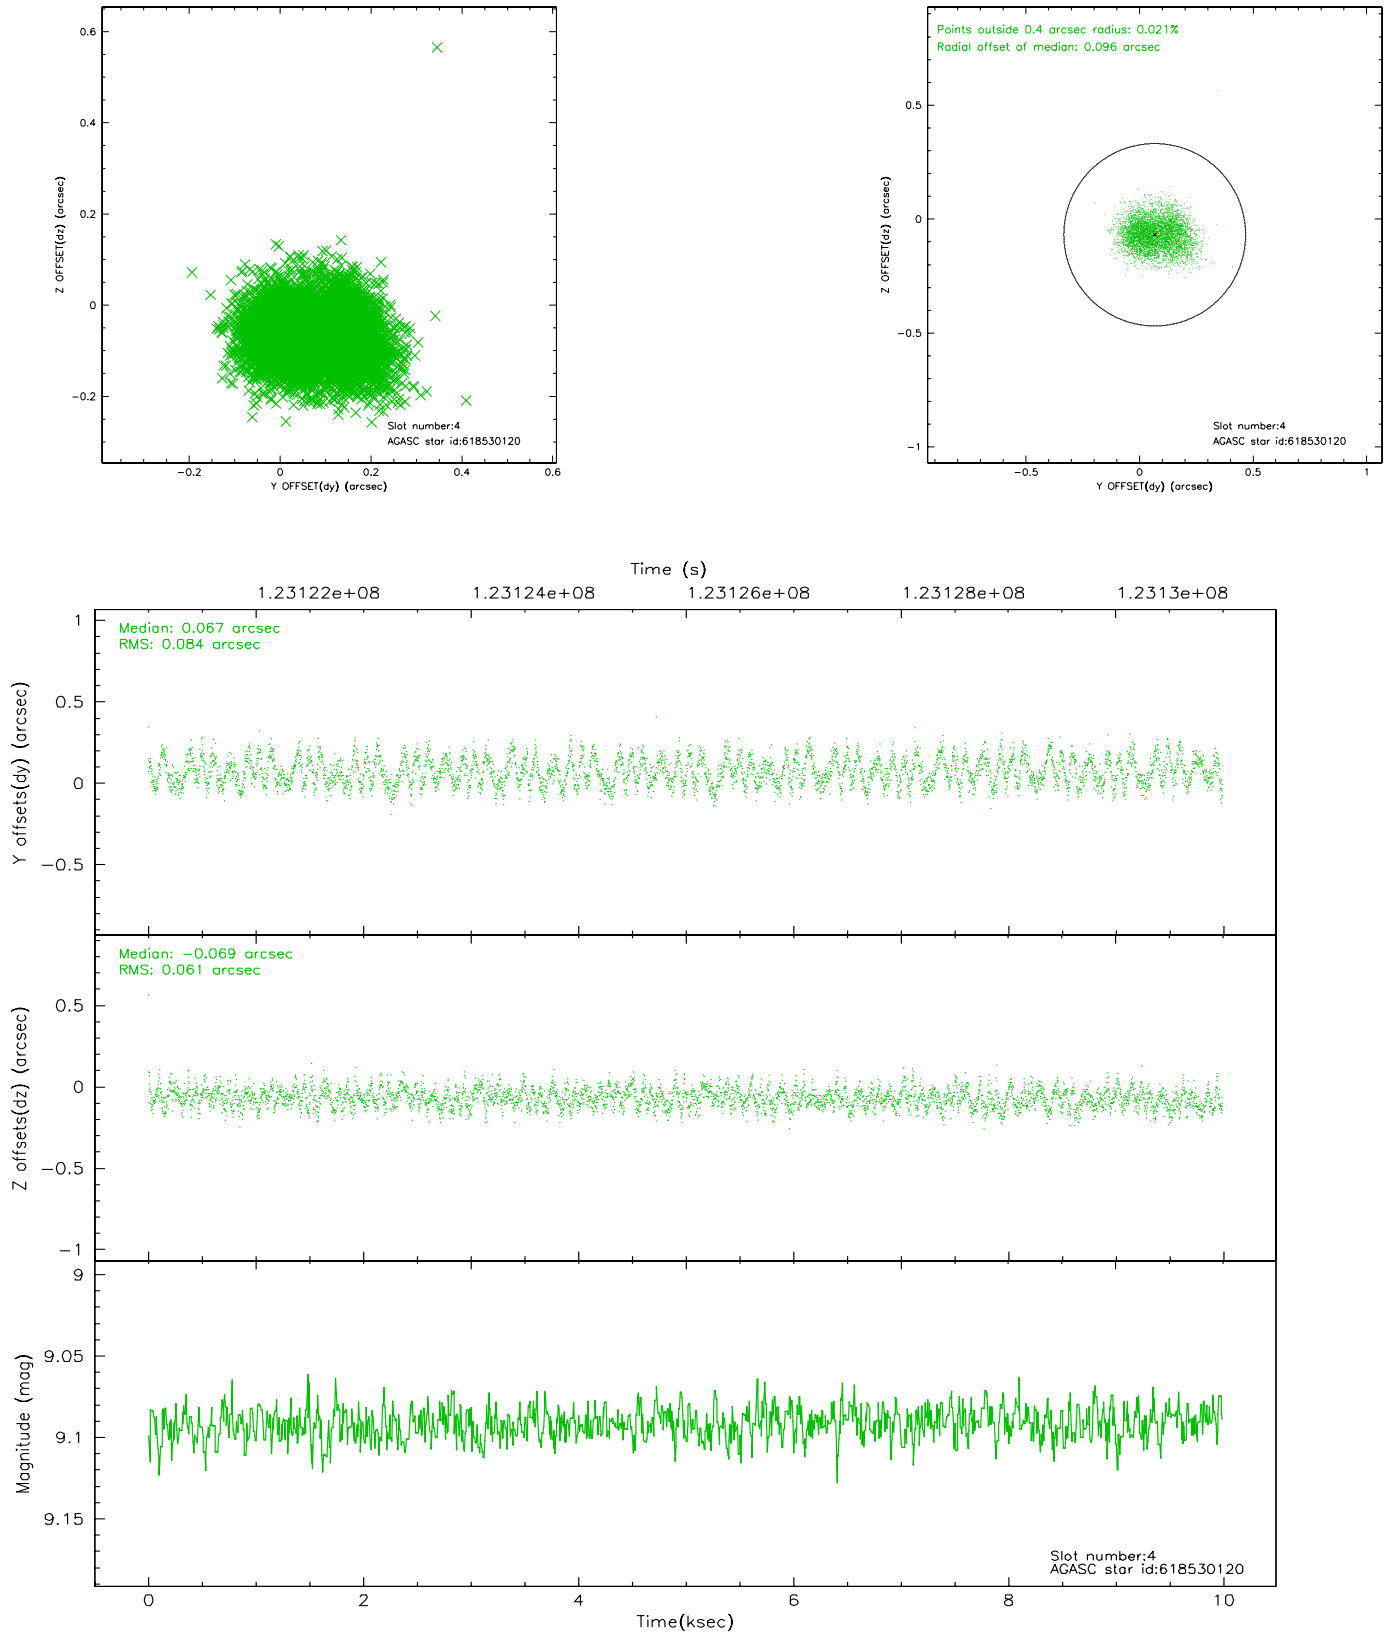 0.6
0.4
0.2
0
−0.2
Z OFFSET(dz) (arcsec)
−0.2 0 0.2 0.4 0.6
Y OFFSET(dy) (arcsec)
Slot number:4
AGASC star id:618530120
Points outside 0.4 arcsec radius: 0.021%
Radial offset of median: 0.096 arcsec
0.5
0
−0.5
−1
Z OFFSET(dz) (arcsec)
−0.5 0 0.5 1
Y OFFSET(dy) (arcsec)
Slot number:4
AGASC star id:618530120
Time (s)
1.23122e+08 1.23124e+08 1.23126e+08 1.23128e+08 1.2313e+08
Median: 0.067 arcsec
RMS: 0.084 arcsec
1
0.5
0
−0.5
Y offsets(dy) (arcsec)
Median: −0.069 arcsec
RMS: 0.061 arcsec
0.5
0
−0.5
−1
Z offsets(dz) (arcsec)
9
9.05
9.1
9.15
Magnitude (mag)
Slot number:4
AGASC star id:618530120
0 2 4 6 8 10
Time(ksec)